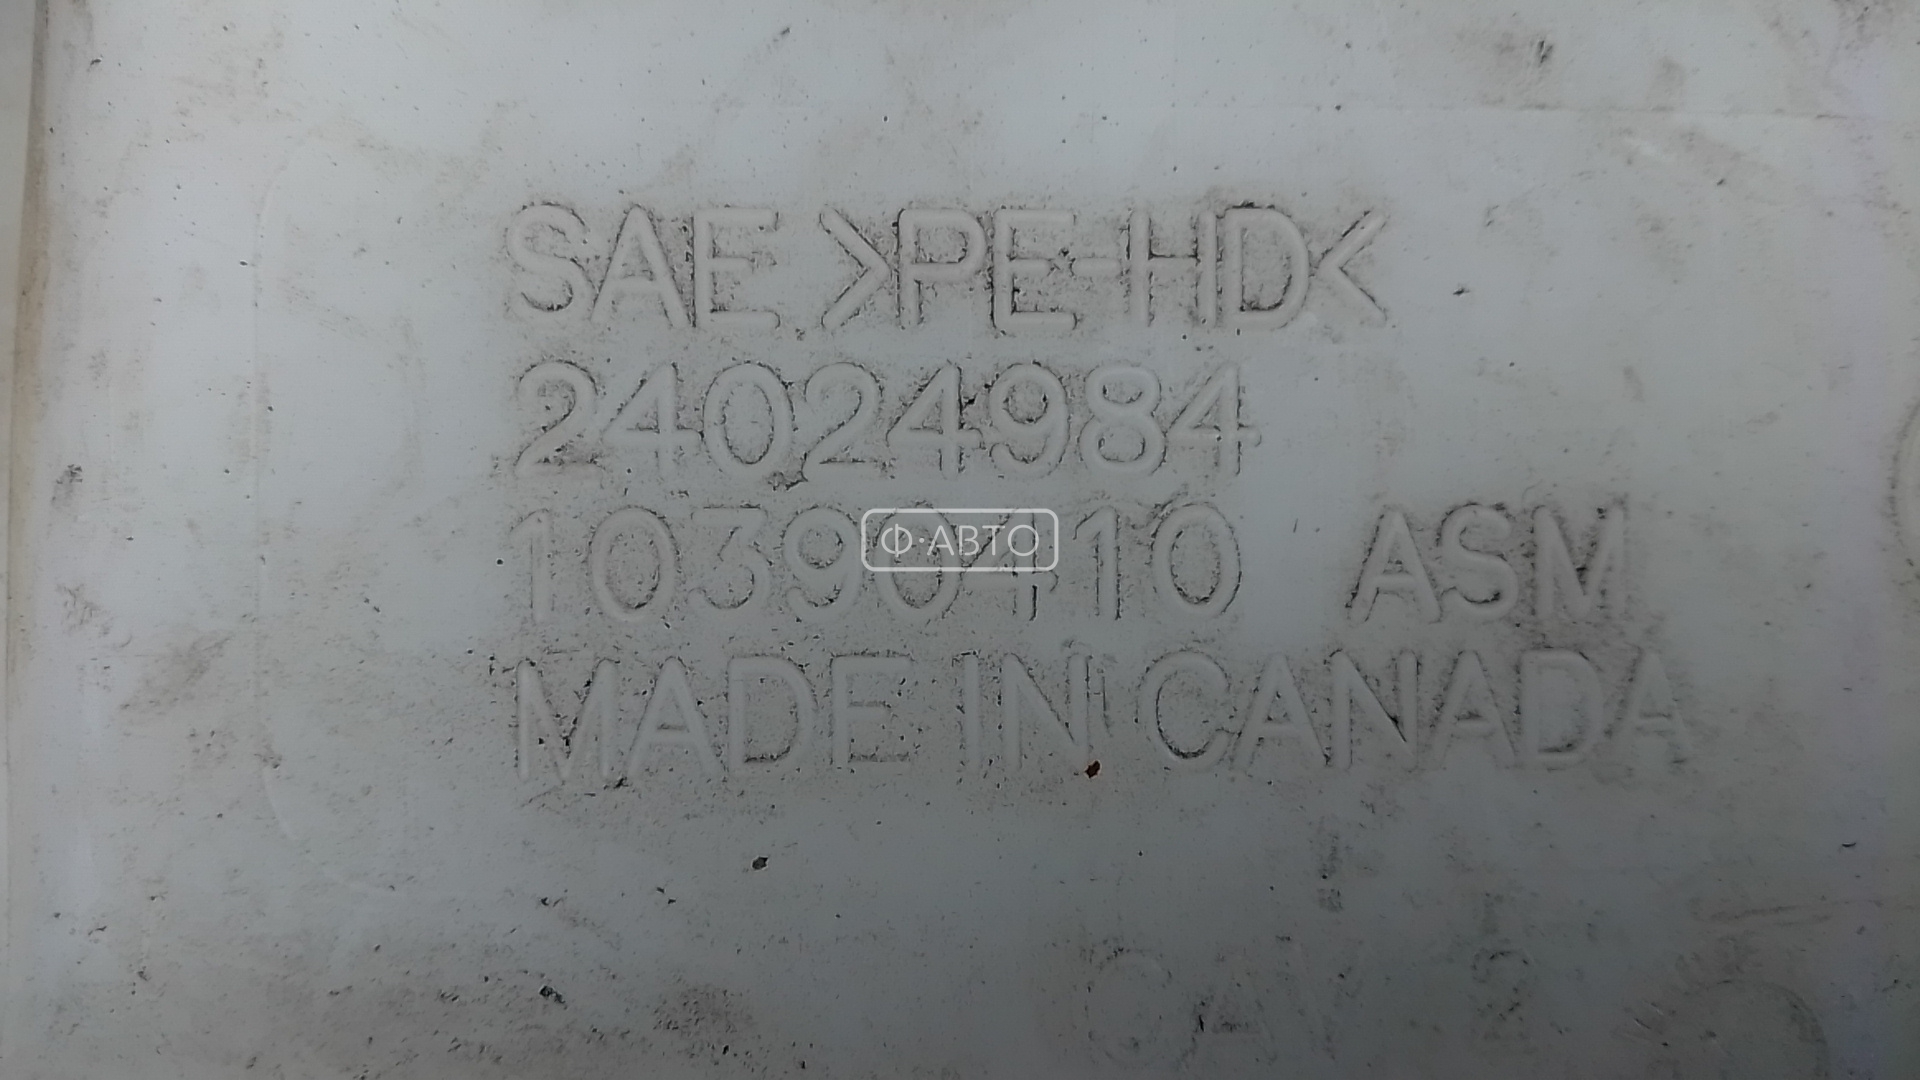 SAE >PE-HD<
24024984
10390410 ASM
Ф·АВТО
MADE IN CANADA